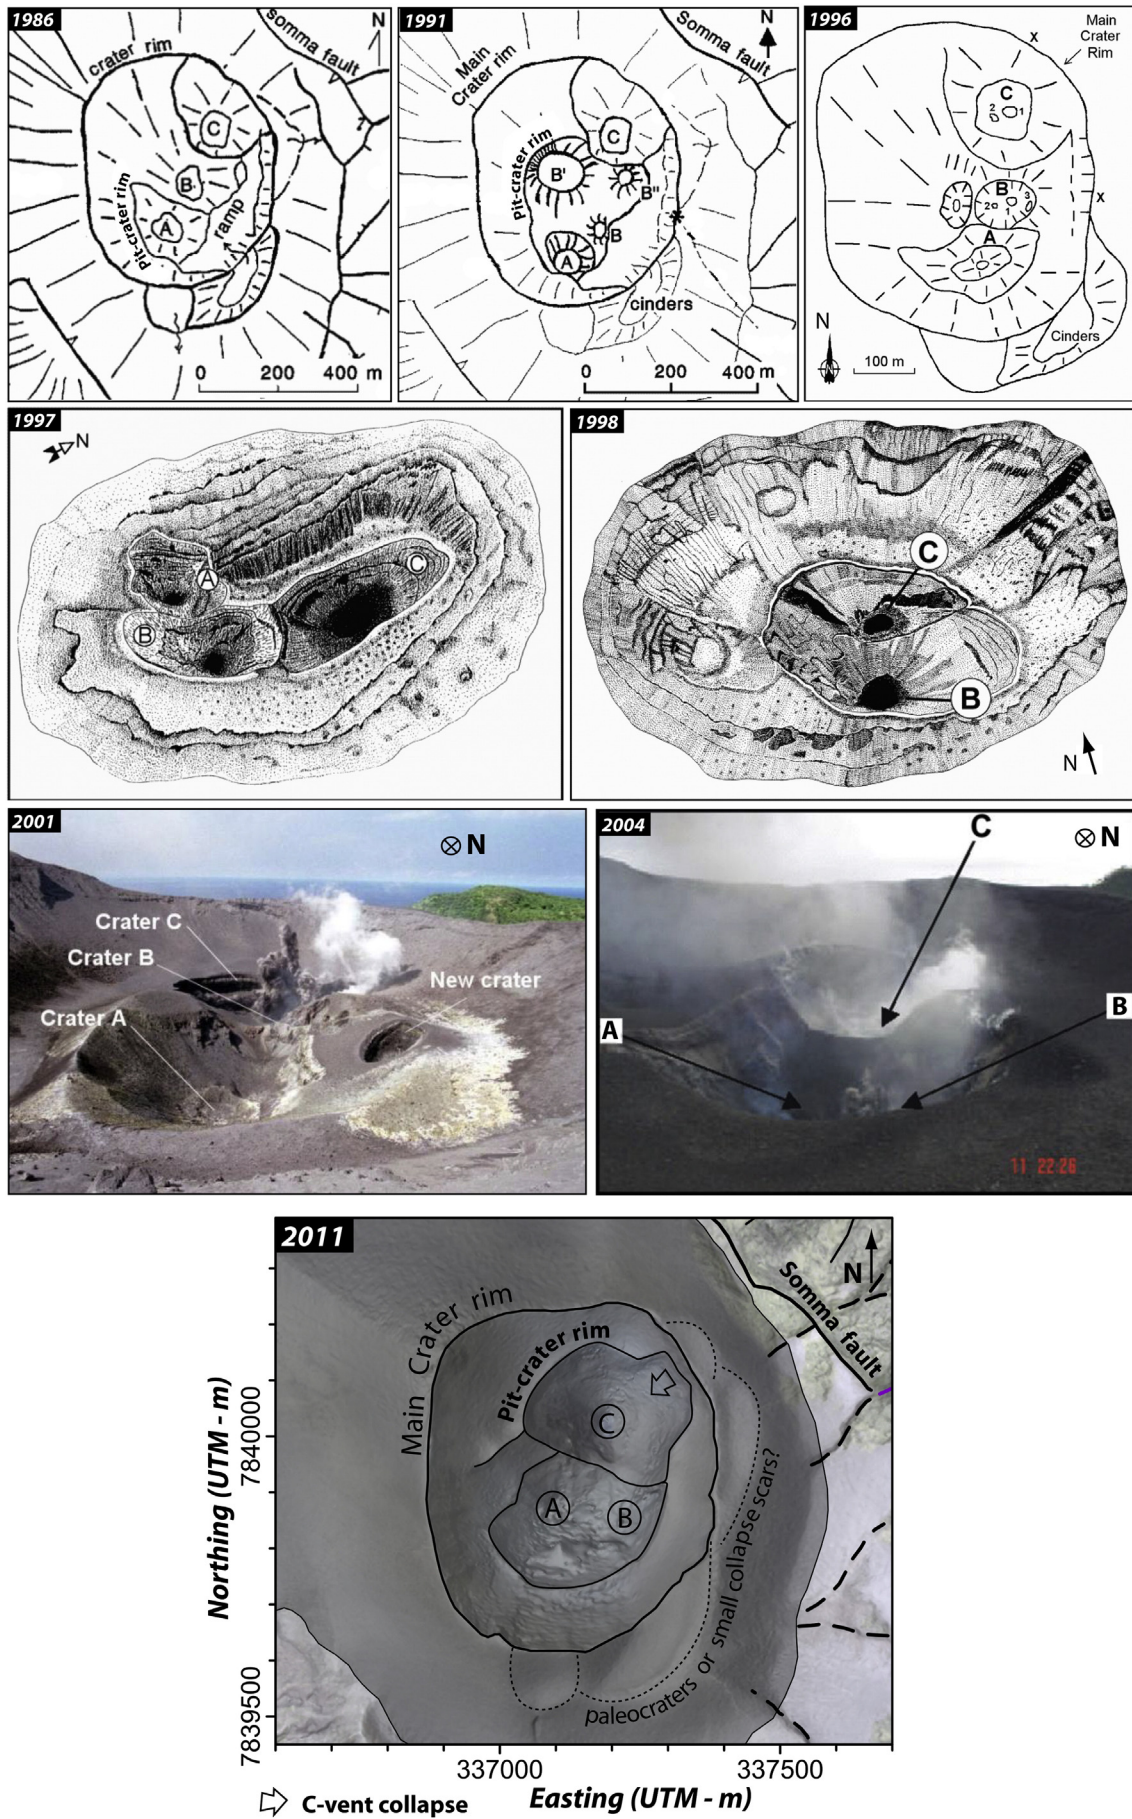 1986
crater rim
Somma fault
N
C
B
Pit-crater rim
A
ramp
0 200 400 m
1991
Main
Crater rim
Somma fault
N
Pit-crater rim
C
B'
B''
*
B
A
cinders
0 200 400 m
1996
x
Main
Crater
Rim
C
2 1
B
2 1 3
x
A
N
100 m
Cinders
1997
N
A
C
B
1998
C
B
N
2001
N
Crater C
Crater B
New crater
Crater A
2004
C
N
A
B
11 22:26
2011
N
Somma fault
Main Crater rim
Pit-crater rim
C
A
B
paleocraters or small collapse scars?
Northing (UTM - m)
7840000
7839500
337000 337500
Easting (UTM - m)
C-vent collapse